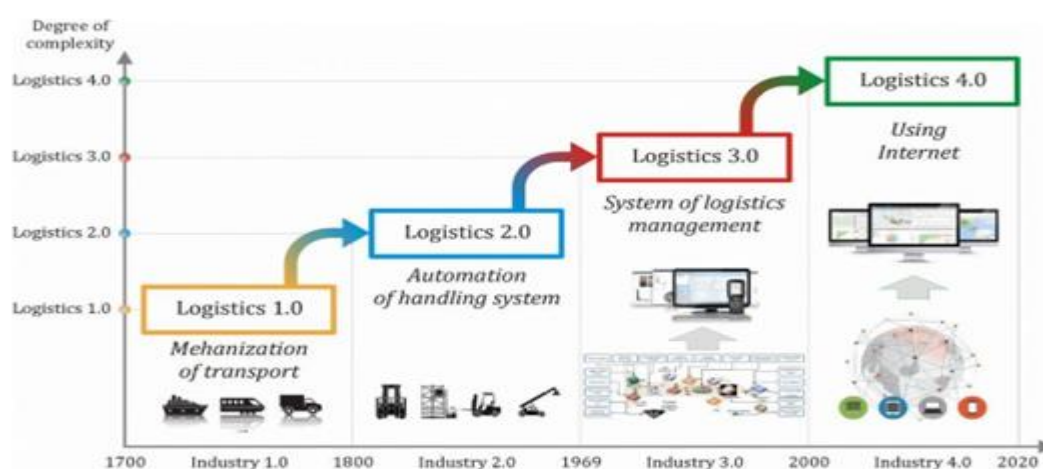 Degree of
complexity
Logistics 4.0
Logistics 4.0
Using
Internet
Logistics 3.0
Logistics 3.0
System of logistics
management
Logistics 2.0
Logistics 2.0
Automation
of handling system
Logistics 1.0
Logistics 1.0
Mehanization
of transport
1700 Industry 1.0 1800 Industry 2.0 1969 Industry 3.0 2000 Industry 4.0 2020